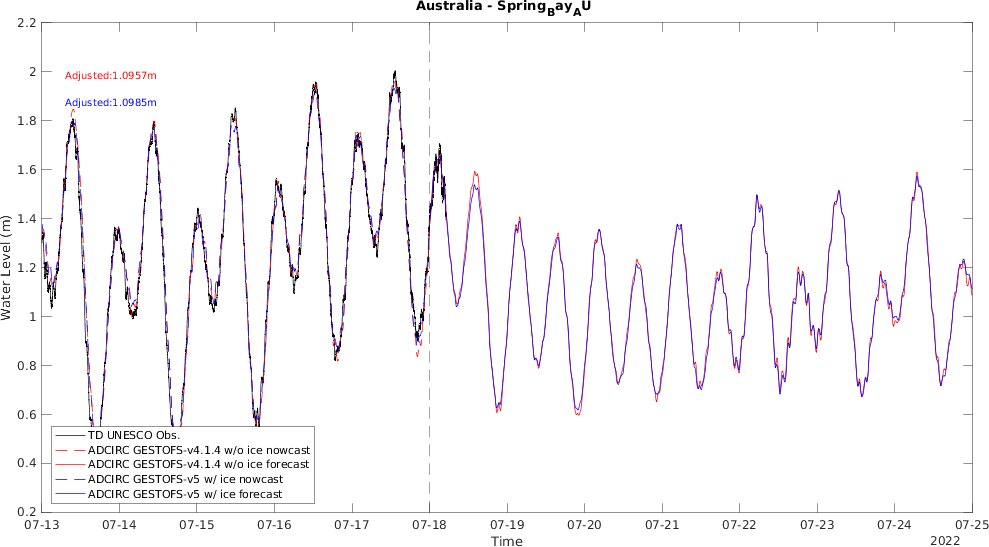 Australia - Spring_Bay_AU
2.2
2
1.8
1.6
1.4
1.2
1
0.8
0.6
0.4
0.2
Water Level (m)
Adjusted:1.0957m
Adjusted:1.0985m
TD UNESCO Obs.
ADCIRC GESTOFS-v4.1.4 w/o ice nowcast
ADCIRC GESTOFS-v4.1.4 w/o ice forecast
ADCIRC GESTOFS-v5 w/ ice nowcast
ADCIRC GESTOFS-v5 w/ ice forecast
07-13 07-14 07-15 07-16 07-17 07-18 07-19 07-20 07-21 07-22 07-23 07-24 07-25
Time
2022